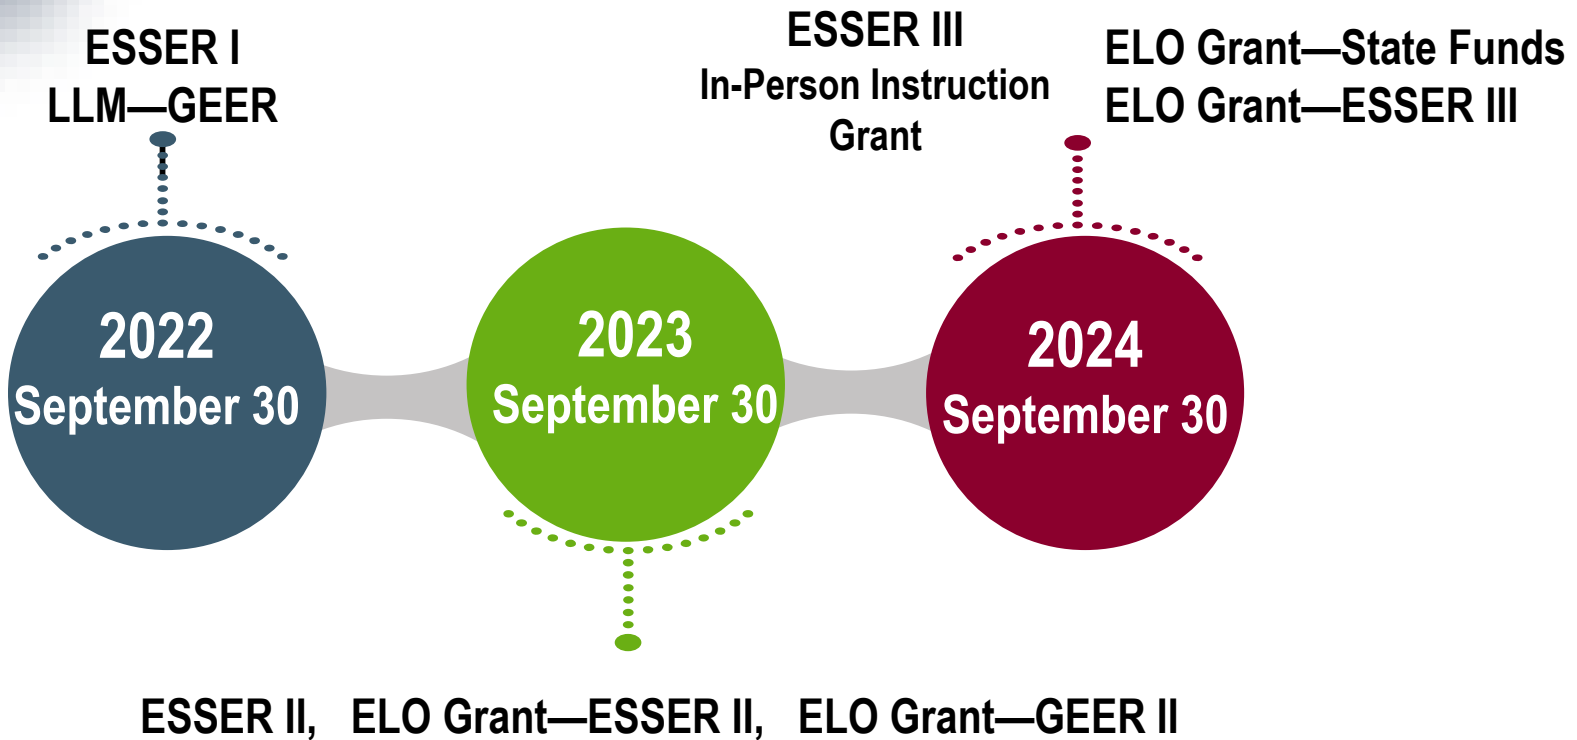 ESSER I
LLM—GEER
ESSER III
In-Person Instruction
Grant
ELO Grant—State Funds
ELO Grant—ESSER III
2022
September 30
2023
September 30
2024
September 30
ESSER II, ELO Grant—ESSER II, ELO Grant—GEER II